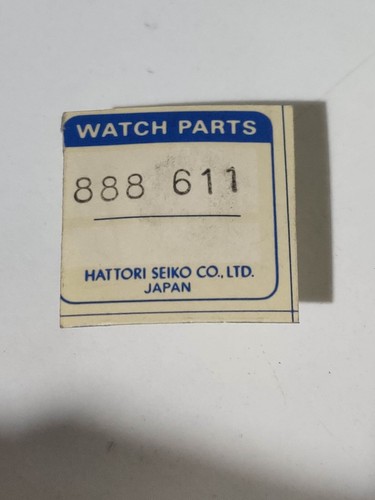 WATCH PARTS
888 611
HATTORI SEIKO CO., LTD.
JAPAN